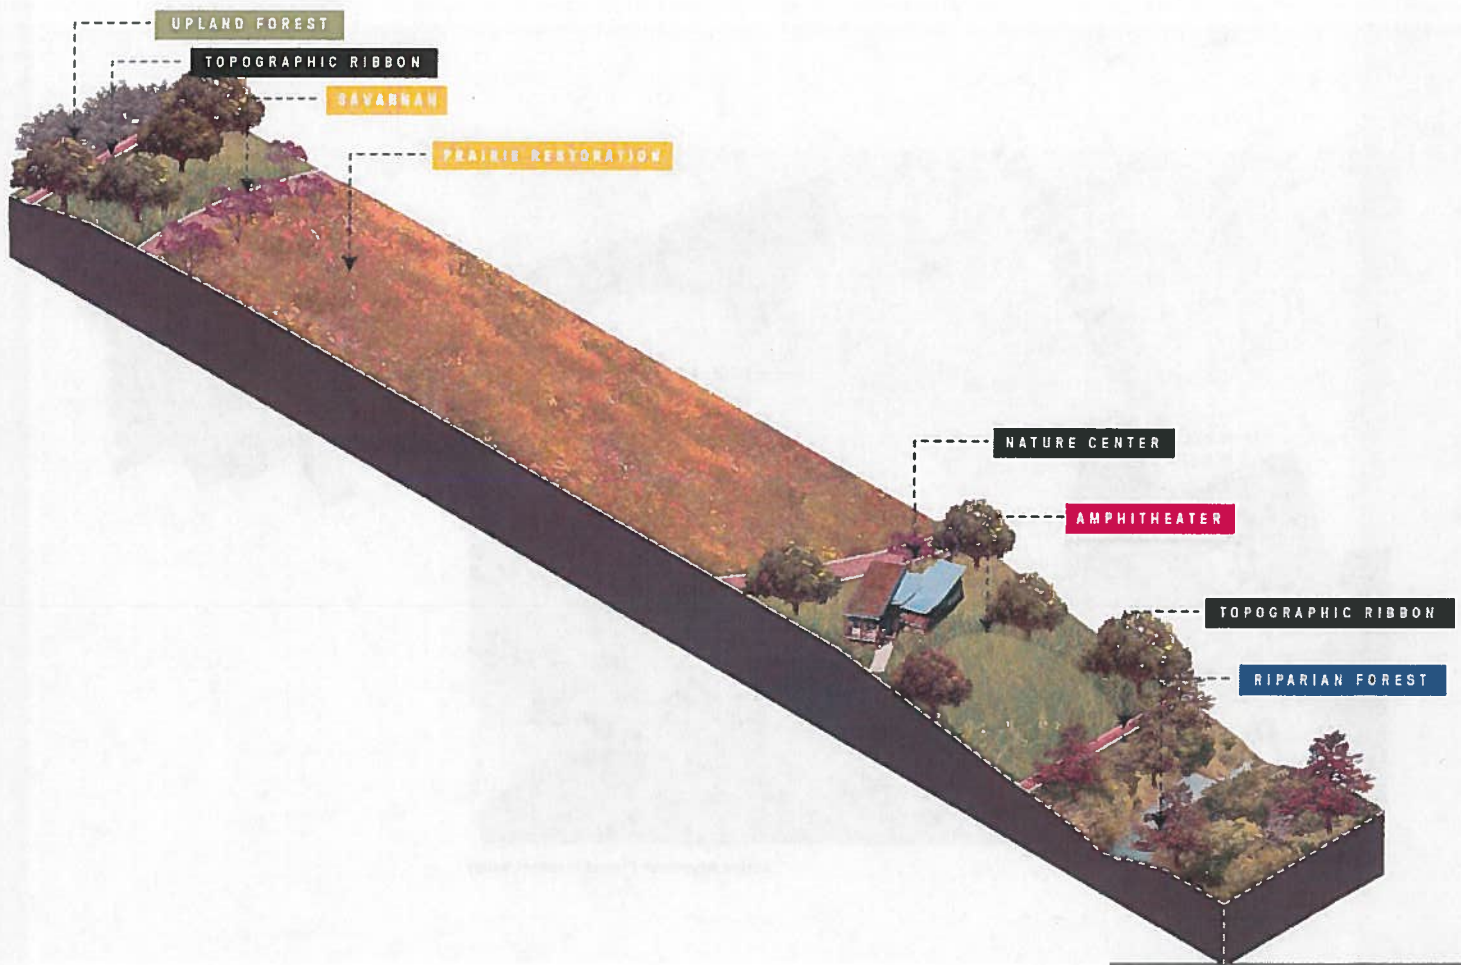 UPLAND FOREST
TOPOGRAPHIC RIBBON
SAVANNAH
PRAIRIE RESTORATION
NATURE CENTER
AMPHITHEATER
TOPOGRAPHIC RIBBON
RIPARIAN FOREST